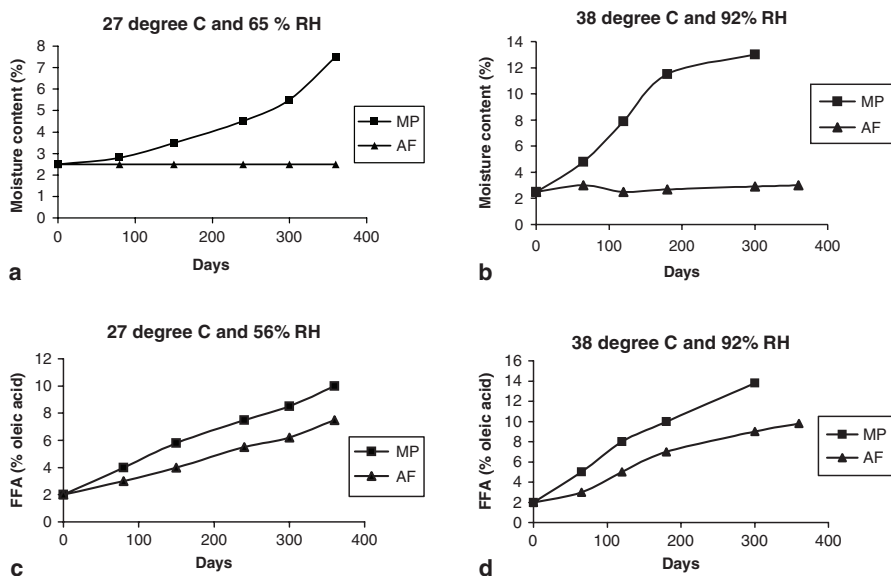 27 degree C and 65 % RH
Moisture content (%)
8
7
6
5
4
3
2
1
0
0 100 200 300 400
Days
MP
AF
a
38 degree C and 92% RH
Moisture content (%)
14
12
10
8
6
4
2
0
0 100 200 300 400
Days
MP
AF
b
27 degree C and 56% RH
FFA (% oleic acid)
12
10
8
6
4
2
0
0 100 200 300 400
Days
MP
AF
c
38 degree C and 92% RH
FFA (% oleic acid)
16
14
12
10
8
6
4
2
0
0 100 200 300 400
Days
MP
AF
d